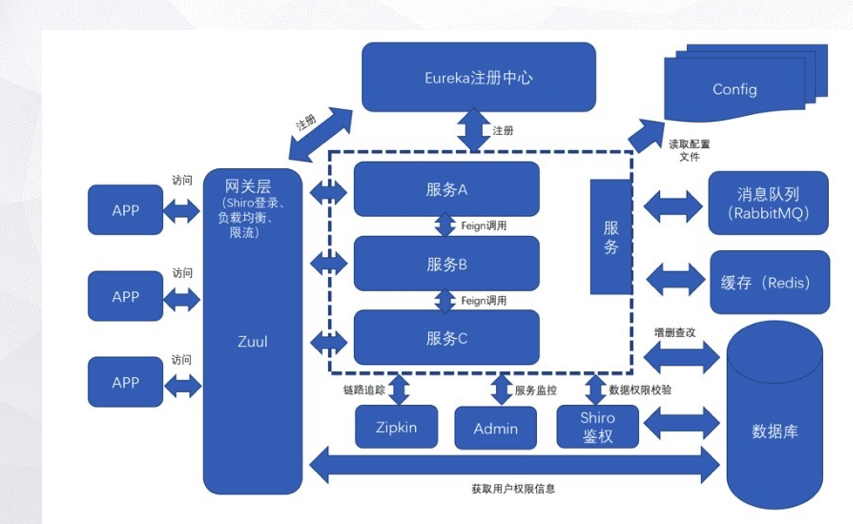 Eureka注册中心
Config
注册
注册
读取配置
文件
访问
APP
访问
APP
访问
APP
网关层
（Shiro登录、
负载均衡、
限流）
Zuul
服务A
Feign调用
服务B
Feign调用
服务C
服
务
消息队列
（RabbitMQ）
缓存（Redis）
增删查改
链路追踪
服务监控
数据权限校验
Zipkin
Admin
Shiro
鉴权
数据库
获取用户权限信息